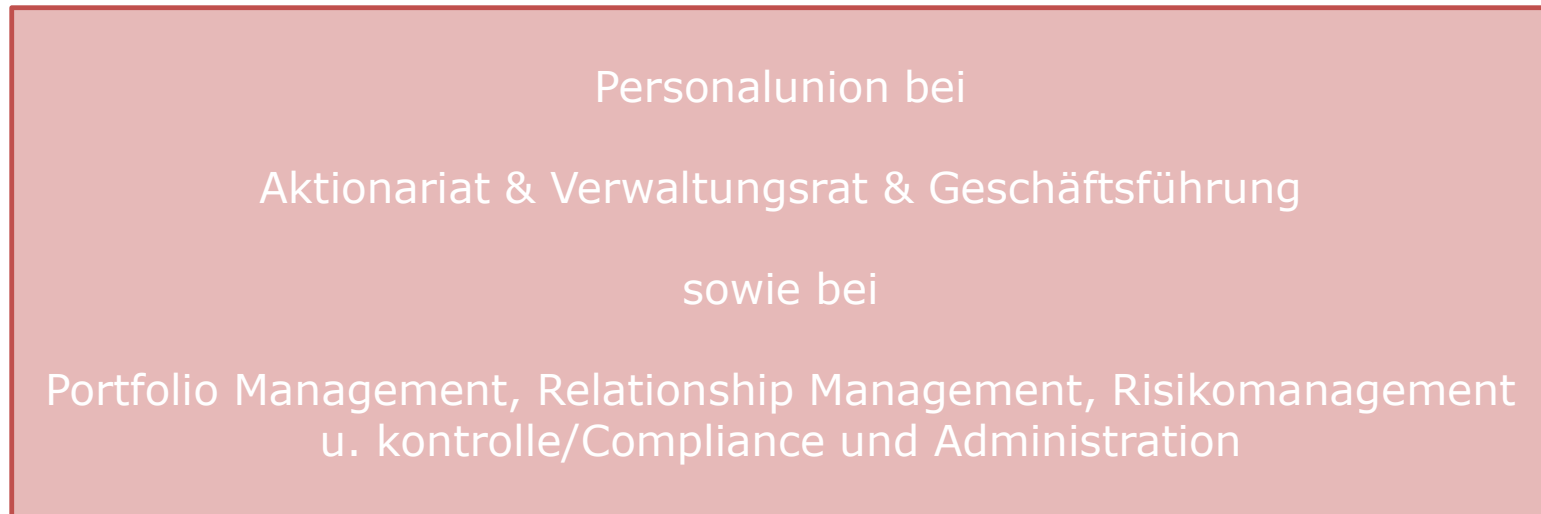 Personalunion bei
Aktionariat & Verwaltungsrat & Geschäftsführung
sowie bei
Portfolio Management, Relationship Management, Risikomanagement
u. kontrolle/Compliance und Administration